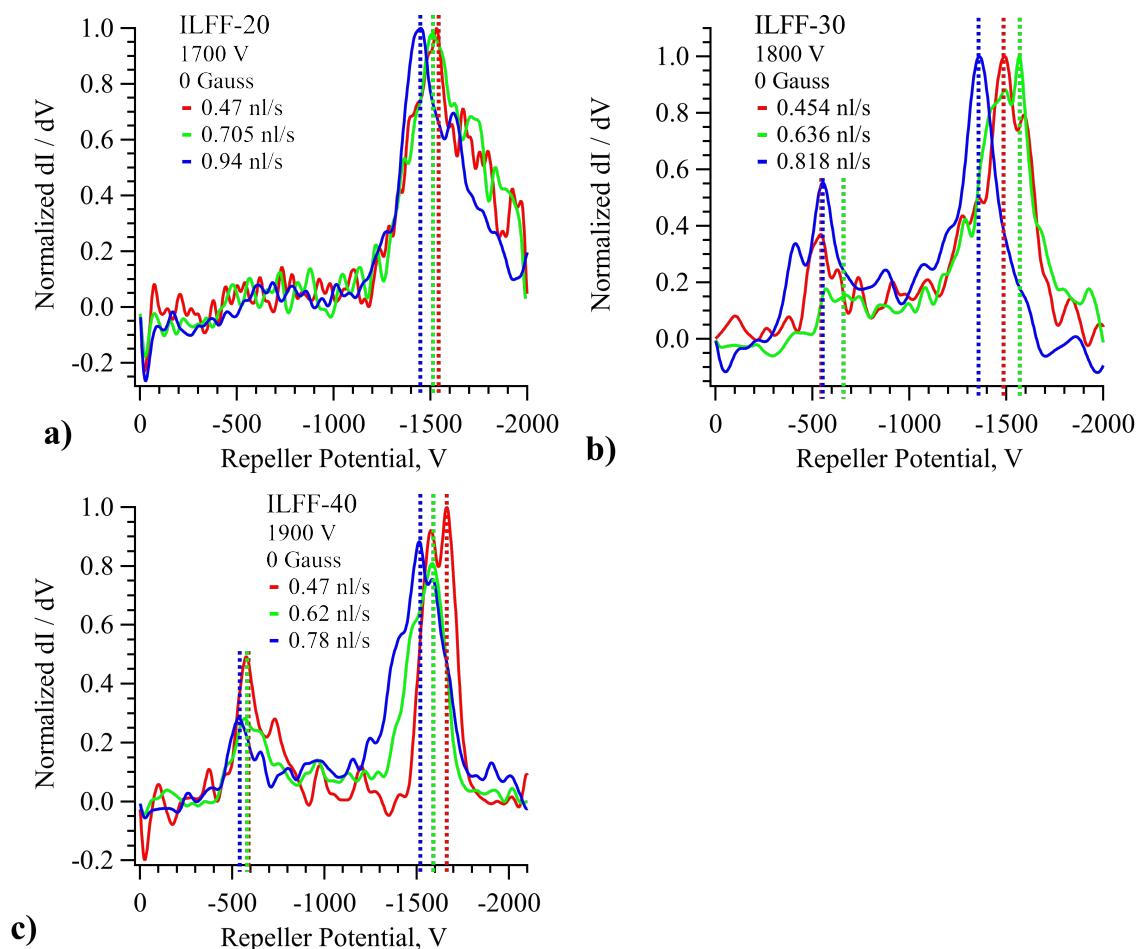 ILFF-20
1700 V
0 Gauss
0.47 nl/s
0.705 nl/s
0.94 nl/s
Normalized dI / dV
1.0
0.8
0.6
0.4
0.2
0.0
-0.2
0 -500 -1000 -1500 -2000
Repeller Potential, V
a)
ILFF-30
1800 V
0 Gauss
0.454 nl/s
0.636 nl/s
0.818 nl/s
Normalized dI / dV
1.0
0.8
0.6
0.4
0.2
0.0
0 -500 -1000 -1500 -2000
Repeller Potential, V
b)
ILFF-40
1900 V
0 Gauss
0.47 nl/s
0.62 nl/s
0.78 nl/s
Normalized dI / dV
1.0
0.8
0.6
0.4
0.2
0.0
-0.2
0 -500 -1000 -1500 -2000
Repeller Potential, V
c)